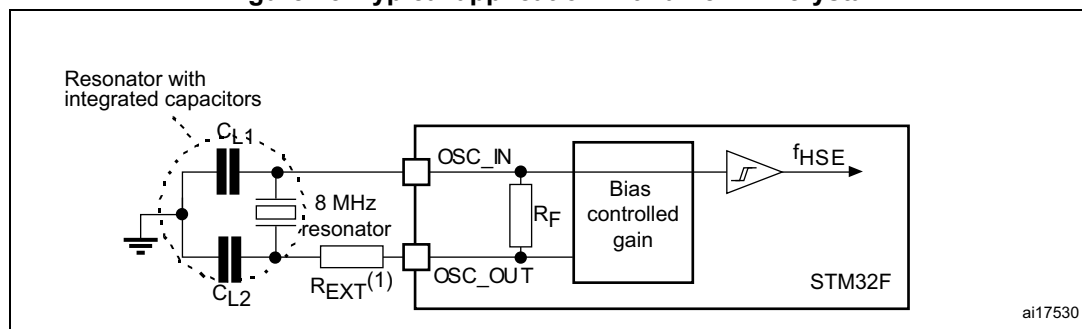 Resonator with
integrated capacitors
CL1
OSC_IN
fHSE
8 MHz
resonator
RF
Bias
controlled
gain
REXT(1)
OSC_OUT
STM32F
CL2
ai17530